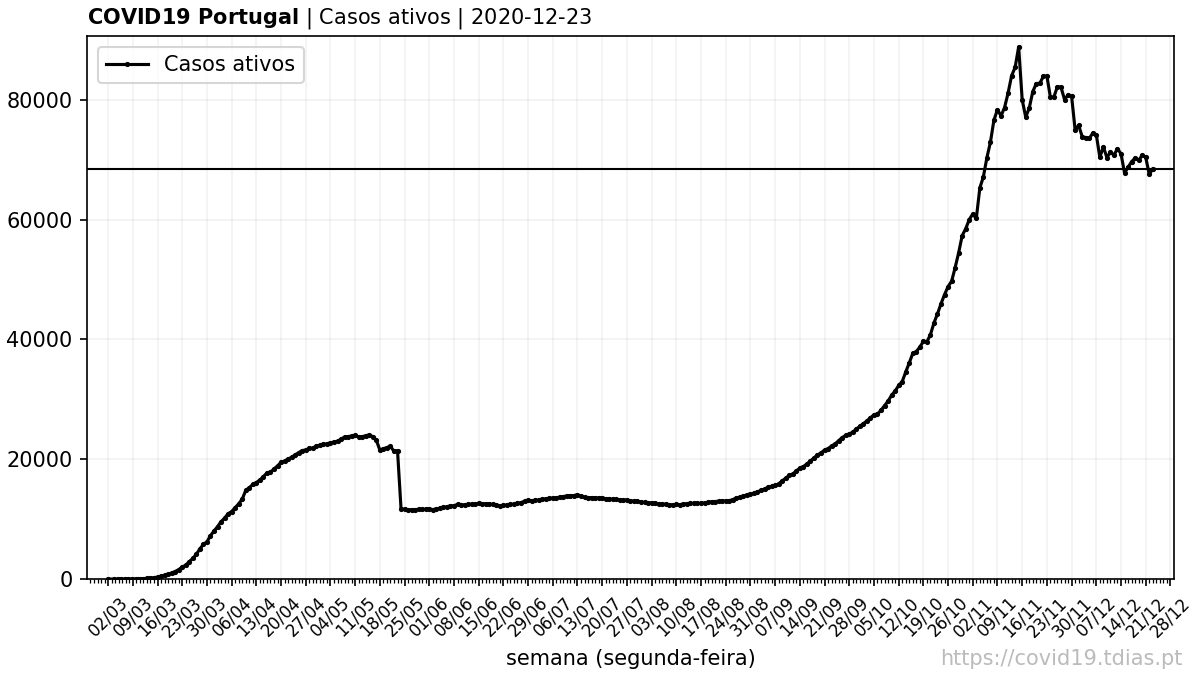 COVID19 Portugal | Casos ativos | 2020-12-23
Casos ativos
80000
60000
40000
20000
0
02/03 09/03 16/03 23/03 30/03 06/04 13/04 20/04 27/04 04/05 11/05 18/05 25/05 01/06 08/06 15/06 22/06 29/06 06/07 13/07 20/07 27/07 03/08 10/08 17/08 24/08 31/08 07/09 14/09 21/09 28/09 05/10 12/10 19/10 26/10 02/11 09/11 16/11 23/11 30/11 07/12 14/12 21/12 28/12
semana (segunda-feira)
https://covid19.tdias.pt